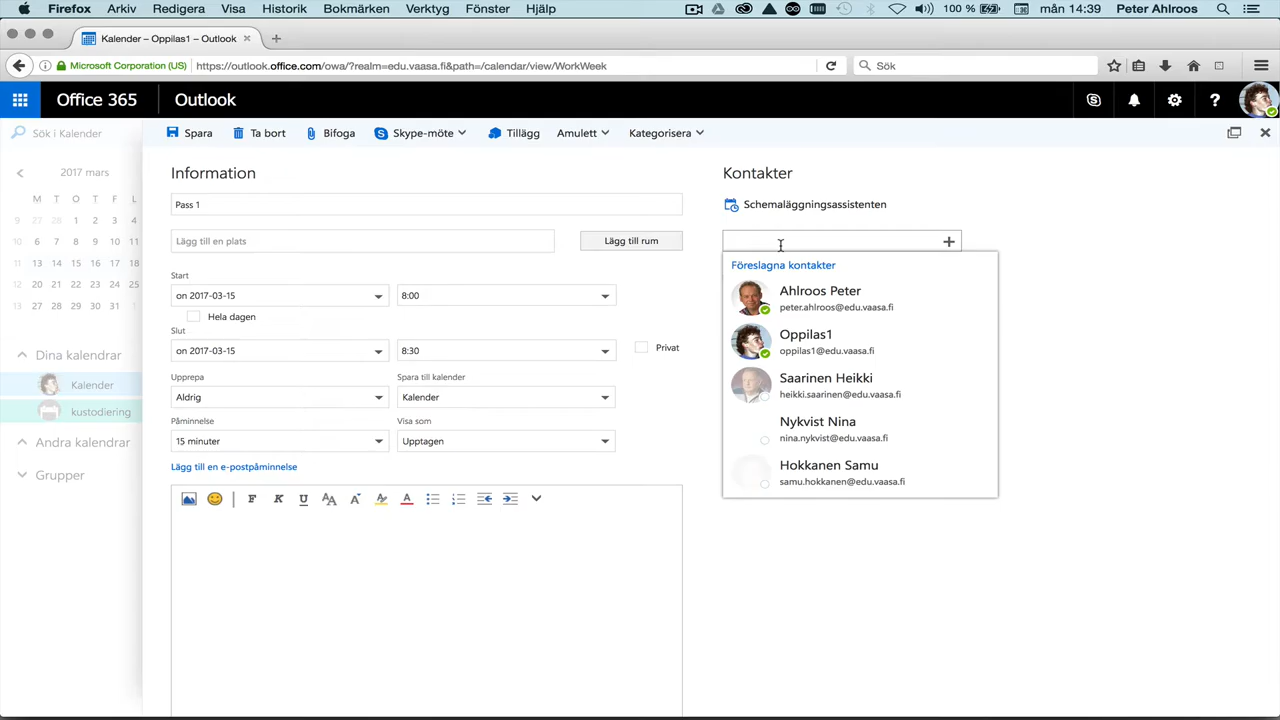 Firefox Arkiv Redigera Visa Historik Bokmärken Verktyg Fönster Hjälp 100 % mån 14:39 Peter Ahlroos
Kalender – Oppilas1 – Outlook
Microsoft Corporation (US) https://outlook.office.com/owa/?realm=edu.vaasa.fi&path=/calendar/view/WorkWeek Sök
Office 365 Outlook
Sök i Kalender
Spara Ta bort Bifoga Skype-möte Tillägg Amulett Kategorisera
2017 mars
M T O T F L
9 27 28 1 2 3 4
10 6 7 8 9 10 11
11 13 14 15 16 17 18
12 20 21 22 23 24 25
13 27 28 29 30 31
Dina kalendrar
Kalender
kustodiering
Andra kalendrar
Grupper
Information
Pass 1
Lägg till en plats Lägg till rum
Start
on 2017-03-15 8:00
Hela dagen
Slut
on 2017-03-15 8:30 Privat
Upprepa Spara till kalender
Aldrig Kalender
Påminnelse Visa som
15 minuter Upptagen
Lägg till en e-postpåminnelse
F K U AA A A
Kontakter
Schemaläggningsassistenten
Föreslagna kontakter
Ahlroos Peter
peter.ahlroos@edu.vaasa.fi
Oppilas1
oppilas1@edu.vaasa.fi
Saarinen Heikki
heikki.saarinen@edu.vaasa.fi
Nykvist Nina
nina.nykvist@edu.vaasa.fi
Hokkanen Samu
samu.hokkanen@edu.vaasa.fi